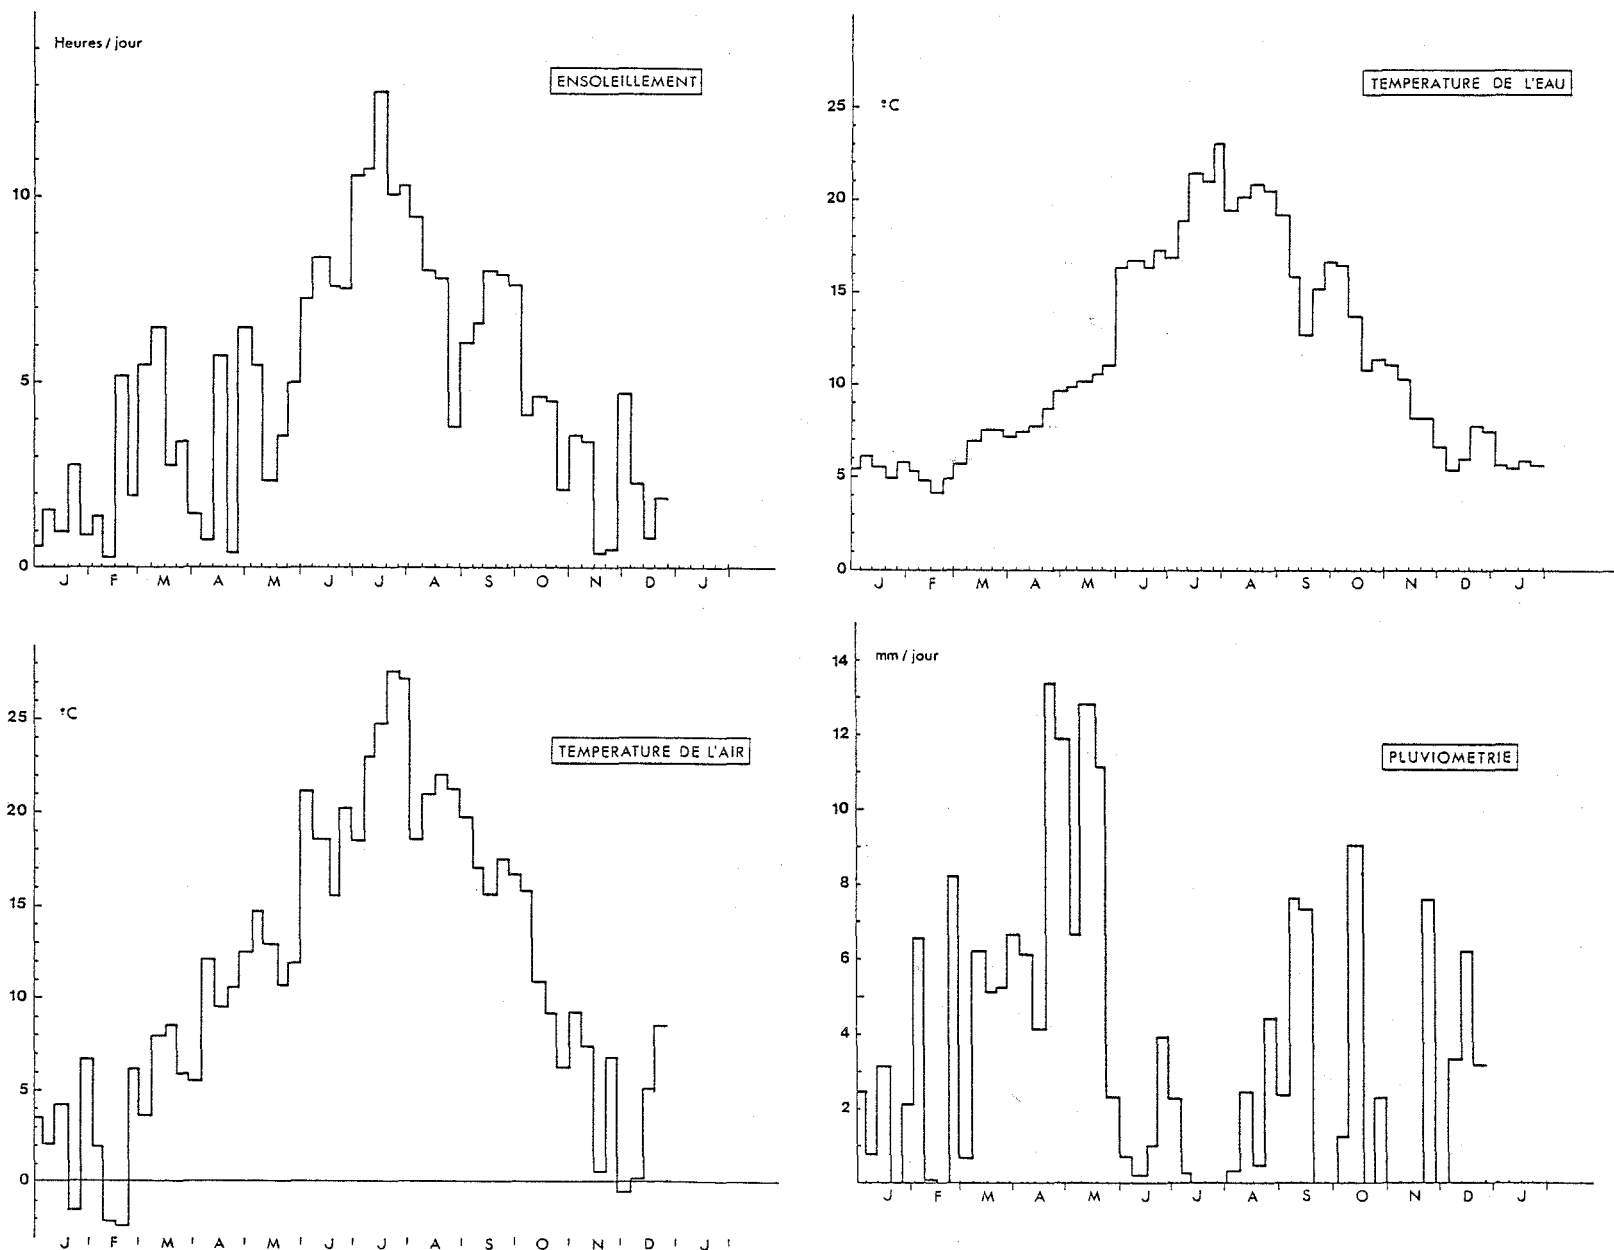 Heures / jour
ENSOLEILLEMENT
10
5
0
J F M A M J J A S O N D J
°C
TEMPERATURE DE L'EAU
25
20
15
10
5
0
J F M A M J J A S O N D J
°C
TEMPERATURE DE L'AIR
25
20
15
10
5
0
J F M A M J J A S O N D J
mm / jour
PLUVIOMETRIE
14
12
10
8
6
4
2
J F M A M J J A S O N D J